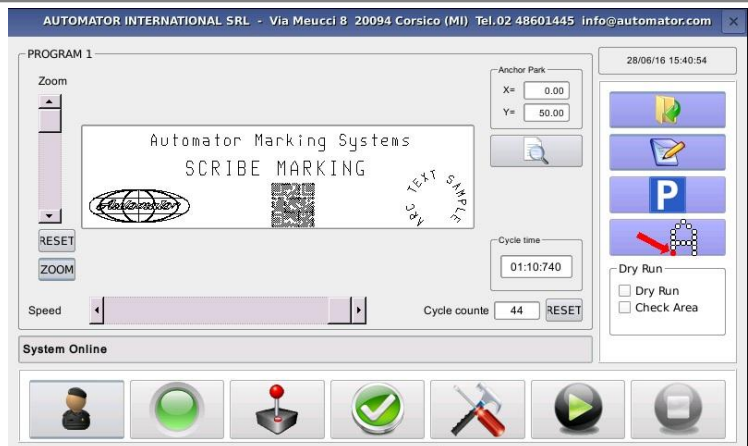 AUTOMATOR INTERNATIONAL SRL - Via Meucci 8 20094 Corsico (MI) Tel.02 48601445 info@automator.com
PROGRAM 1
28/06/16 15:40:54
Zoom
Anchor Park
X= 0.00
Y= 50.00
Automator Marking Systems
SCRIBE MARKING
Automator
ARC TEXT SAMPLE
P
A
RESET
ZOOM
Cycle time
01:10:740
Dry Run
Dry Run
Check Area
Speed
Cycle counte 44 RESET
System Online